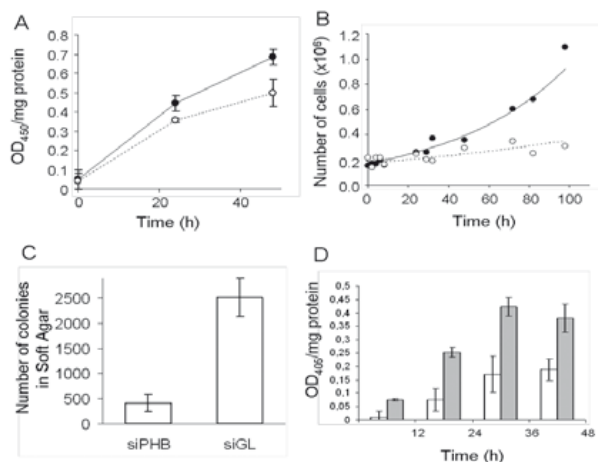 A
OD450/mg protein
0.8
0.7
0.6
0.5
0.4
0.3
0.2
0.1
0
0 20 40
Time (h)
B
Number of cells (x10⁶)
1.2
1.0
0.8
0.6
0.4
0.2
0.0
0 20 40 60 80 100
Time (h)
C
Number of colonies
in Soft Agar
2500
2000
1500
1000
500
0
siPHB siGL
D
OD405/mg protein
0,5
0,45
0,4
0,35
0,3
0,25
0,2
0,15
0,1
0,05
0
12 24 36 48
Time (h)